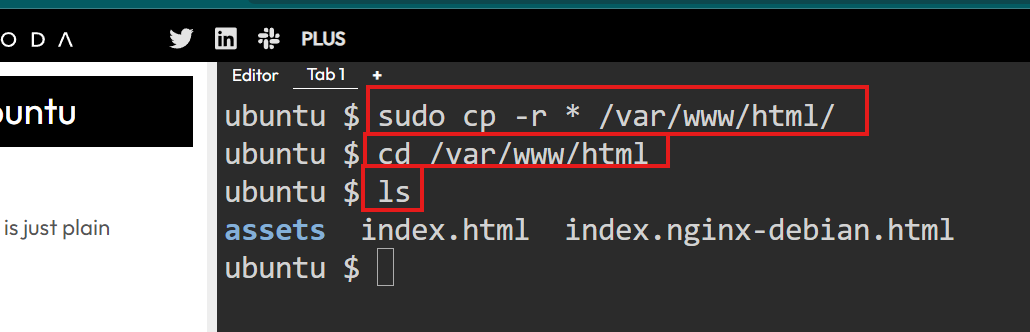 O D A PLUS
Editor Tab 1 +
ubuntu $ sudo cp -r * /var/www/html/
buntu
ubuntu $ cd /var/www/html
ubuntu $ ls
is just plain
assets index.html index.nginx-debian.html
ubuntu $